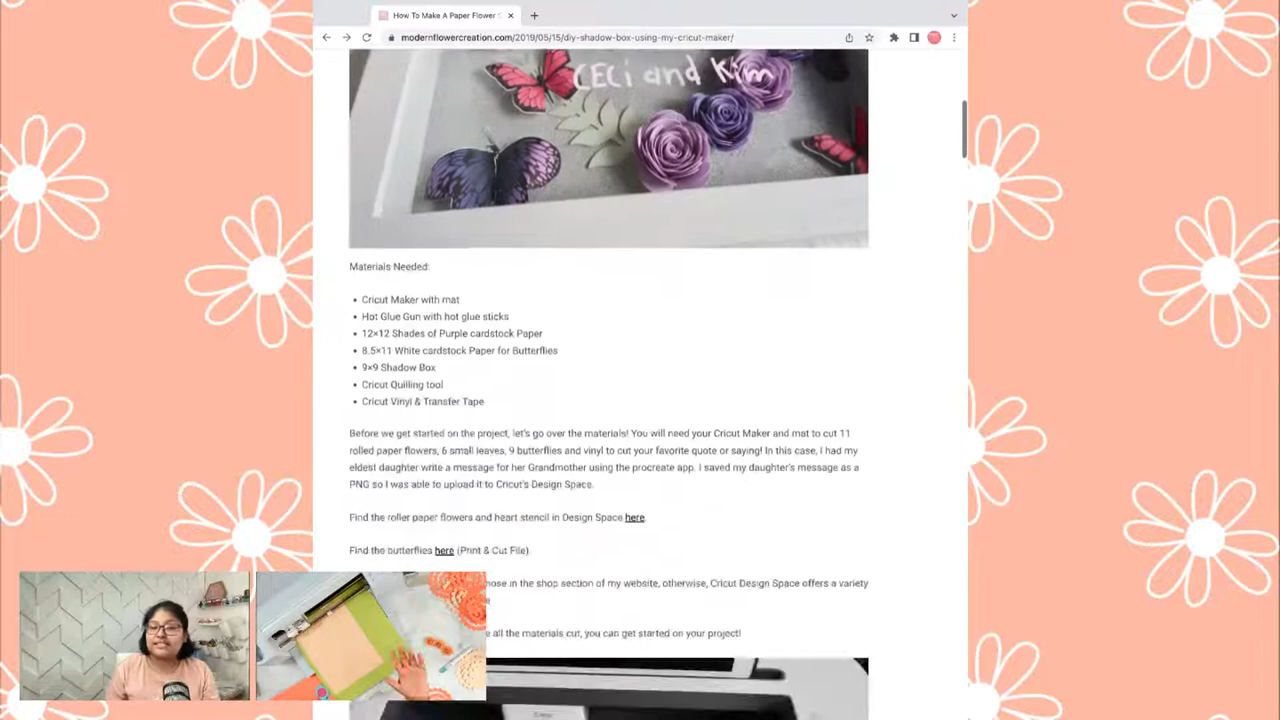 How To Make A Paper Flower S
modernflowercreation.com/2019/05/15/diy-shadow-box-using-my-cricut-maker/
CECi and Kim
Materials Needed:
• Cricut Maker with mat
• Hot Glue Gun with hot glue sticks
• 12×12 Shades of Purple cardstock Paper
• 8.5×11 White cardstock Paper for Butterflies
• 9×9 Shadow Box
• Cricut Quilling tool
• Cricut Vinyl & Transfer Tape
Before we get started on the project, let's go over the materials! You will need your Cricut Maker and mat to cut 11
rolled paper flowers, 6 small leaves, 9 butterflies and vinyl to cut your favorite quote or saying! In this case, I had my
eldest daughter write a message for her Grandmother using the procreate app. I saved my daughter's message as a
PNG so I was able to upload it to Cricut's Design Space.
Find the roller paper flowers and heart stencil in Design Space here.
Find the butterflies here (Print & Cut File).
hose in the shop section of my website, otherwise, Cricut Design Space offers a variety
e all the materials cut, you can get started on your project!